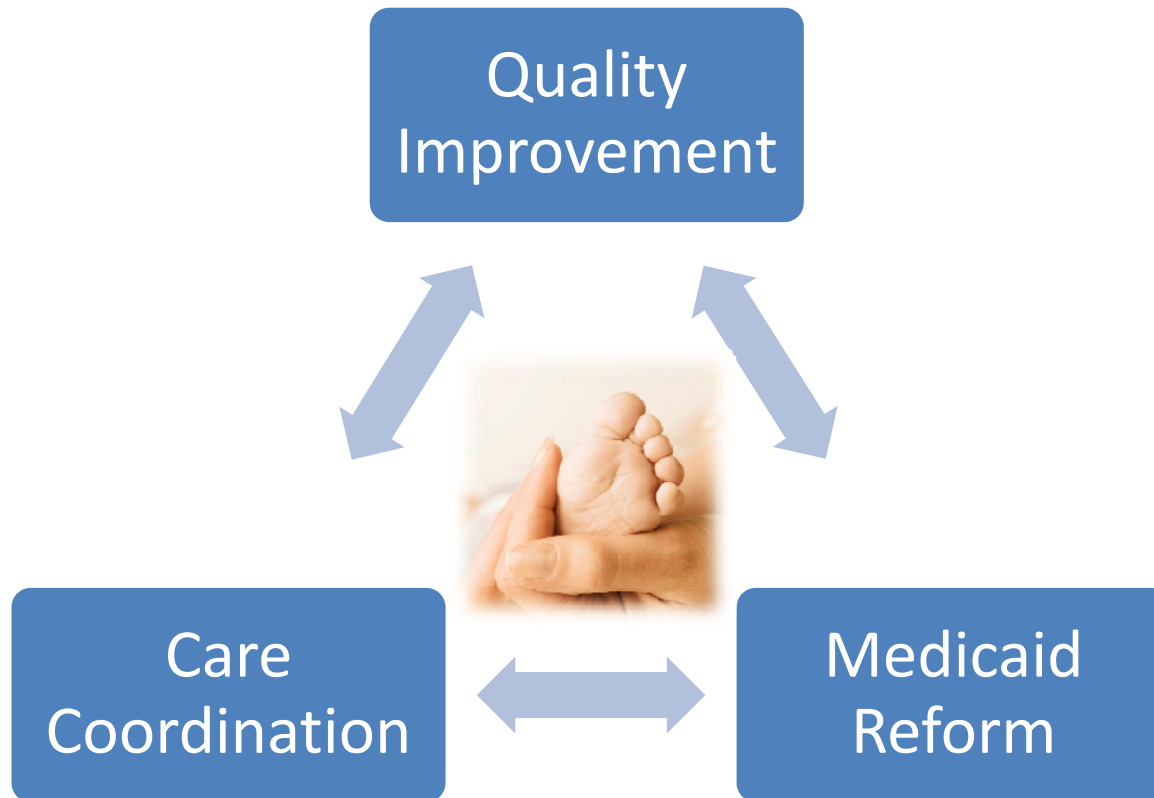 Quality
Improvement
Care
Coordination
Medicaid
Reform